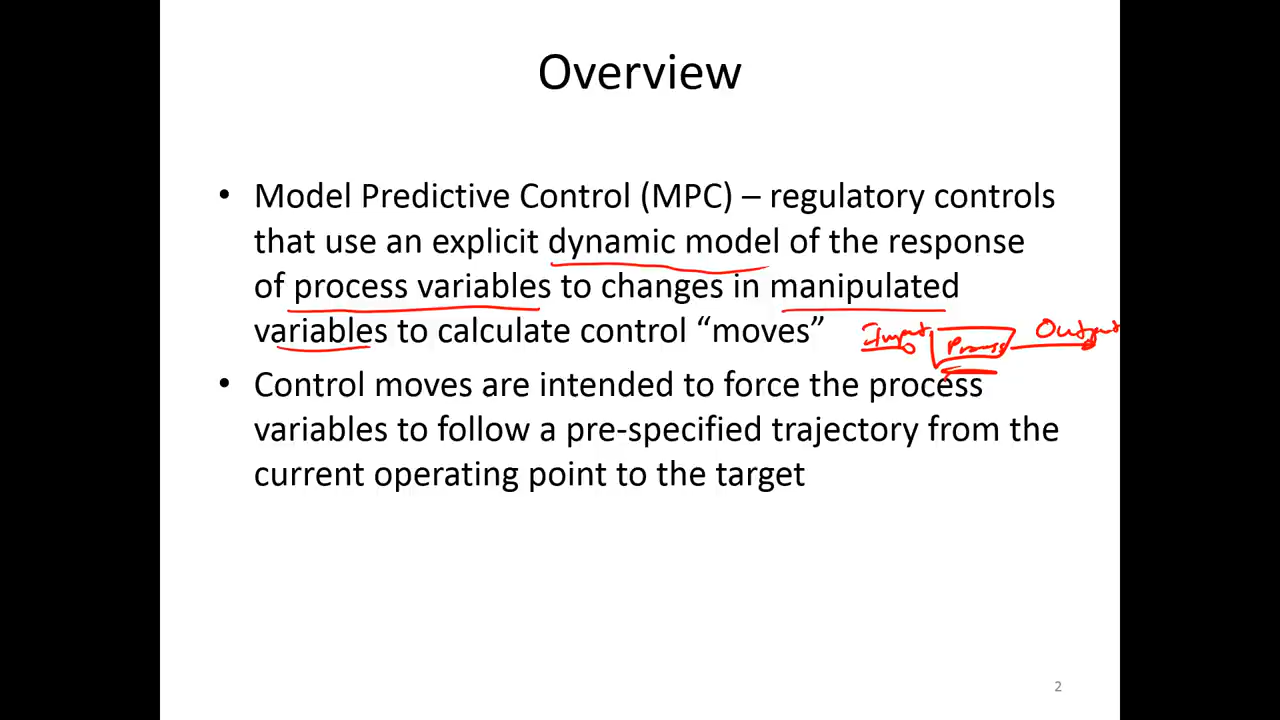 Overview
• Model Predictive Control (MPC) – regulatory controls
that use an explicit dynamic model of the response
of process variables to changes in manipulated
variables to calculate control “moves”
Input Process Output
• Control moves are intended to force the process
variables to follow a pre-specified trajectory from the
current operating point to the target
2